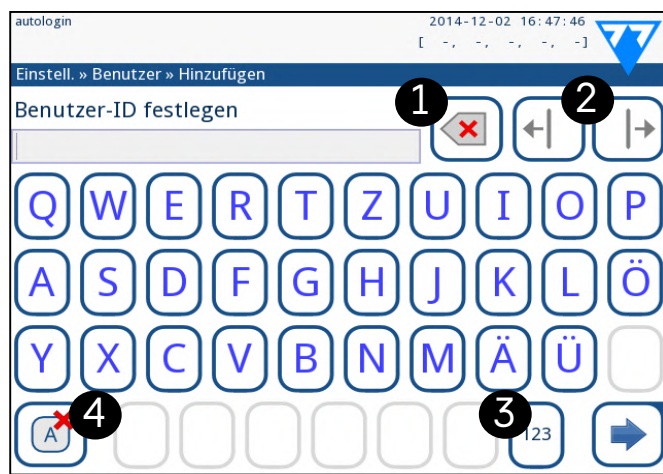 autologin
2014-12-02 16:47:46
[ -, -, -, -, -]
Einstell. » Benutzer » Hinzufügen
Benutzer-ID festlegen
1
2
Q W E R T Z U I O P
A S D F G H J K L Ö
Y X C V B N M Ä Ü
A 4 3 123